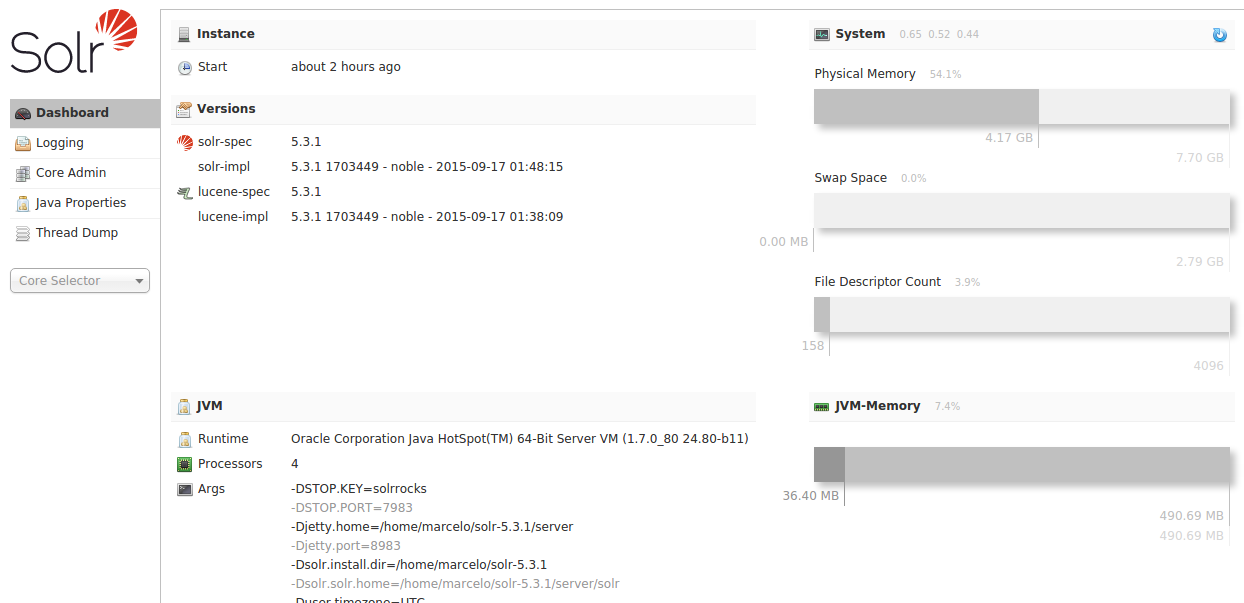 Solr
Dashboard
Logging
Core Admin
Java Properties
Thread Dump
Core Selector
Instance
Start about 2 hours ago
Versions
solr-spec 5.3.1
solr-impl 5.3.1 1703449 - noble - 2015-09-17 01:48:15
lucene-spec 5.3.1
lucene-impl 5.3.1 1703449 - noble - 2015-09-17 01:38:09
JVM
Runtime Oracle Corporation Java HotSpot(TM) 64-Bit Server VM (1.7.0_80 24.80-b11)
Processors 4
Args -DSTOP.KEY=solrrocks
-DSTOP.PORT=7983
-Djetty.home=/home/marcelo/solr-5.3.1/server
-Djetty.port=8983
-Dsolr.install.dir=/home/marcelo/solr-5.3.1
-Dsolr.solr.home=/home/marcelo/solr-5.3.1/server/solr
-Duser.timezone=UTC
System 0.65 0.52 0.44
Physical Memory 54.1%
4.17 GB
7.70 GB
Swap Space 0.0%
0.00 MB
2.79 GB
File Descriptor Count 3.9%
158
4096
JVM-Memory 7.4%
36.40 MB
490.69 MB
490.69 MB